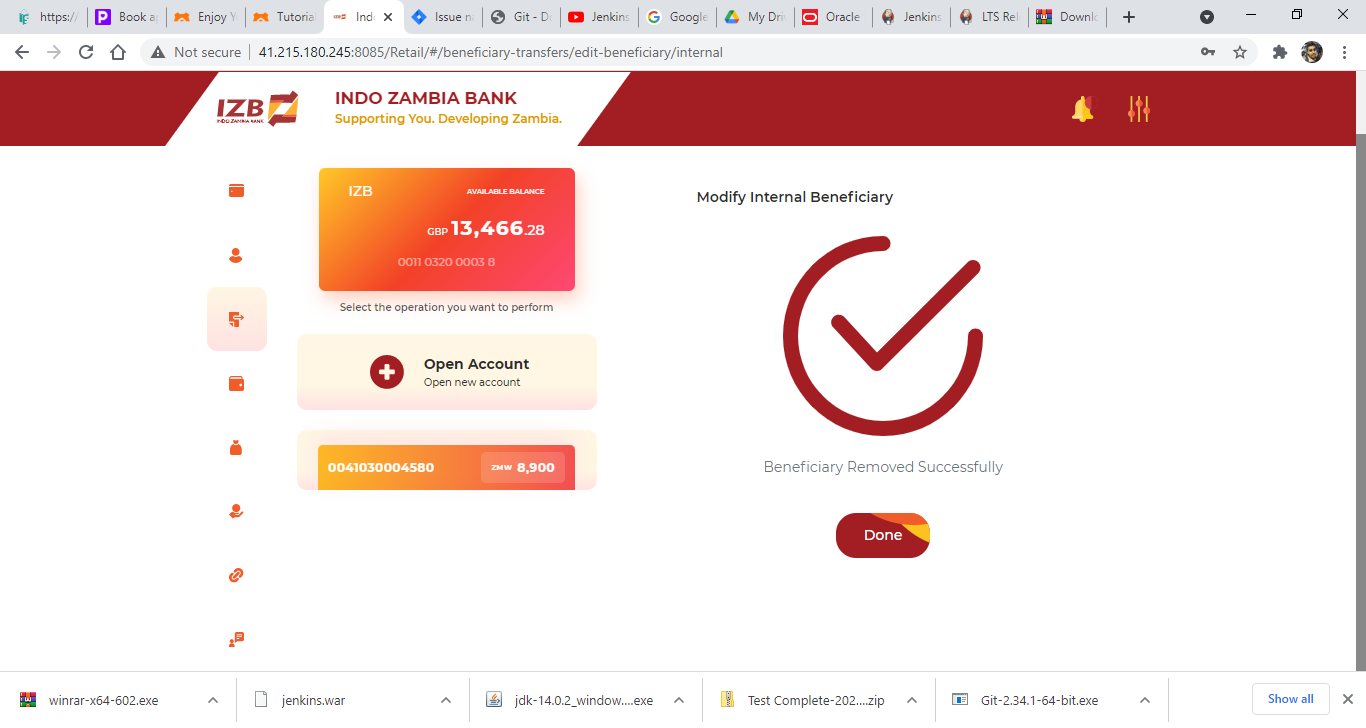 https:/
Book a
Enjoy Y
Tutoria
Indo
Issue n
Git - D
Jenkins
Google
My Dri
Oracle
Jenkins
LTS Rel
Downlo
Not secure
41.215.180.245:8085/Retail/#/beneficiary-transfers/edit-beneficiary/internal
IZB
INDO ZAMBIA BANK
INDO ZAMBIA BANK
Supporting You. Developing Zambia.
IZB
AVAILABLE BALANCE
GBP 13,466.28
0011 0320 0003 8
Select the operation you want to perform
Open Account
Open new account
0041030004580
ZMW 8,900
Modify Internal Beneficiary
Beneficiary Removed Successfully
Done
winrar-x64-602.exe
jenkins.war
jdk-14.0.2_window....exe
Test Complete-202....zip
Git-2.34.1-64-bit.exe
Show all